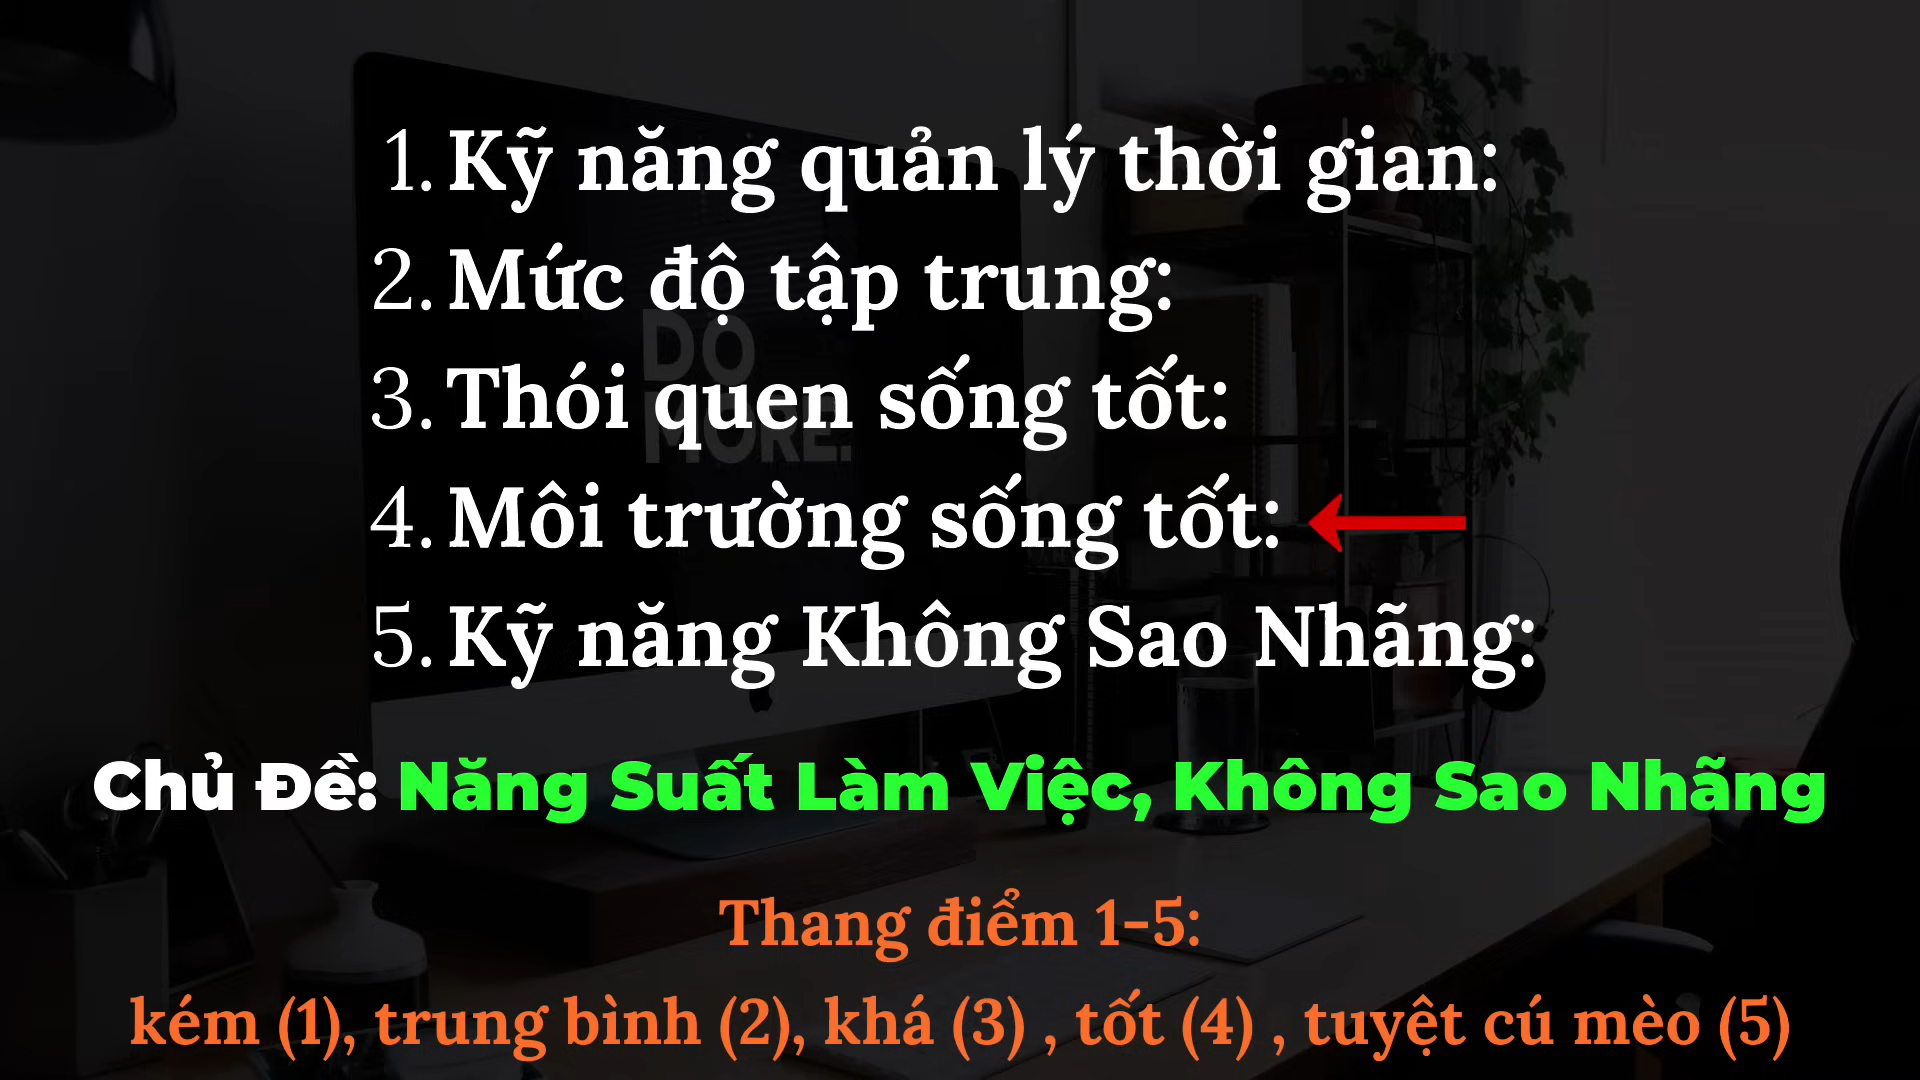 1. Kỹ năng quản lý thời gian:
2. Mức độ tập trung:
3. Thói quen sống tốt:
4. Môi trường sống tốt:
5. Kỹ năng Không Sao Nhãng:
DO
MORE.
Chủ Đề: Năng Suất Làm Việc, Không Sao Nhãng
Thang điểm 1-5:
kém (1), trung bình (2), khá (3) , tốt (4) , tuyệt cú mèo (5)